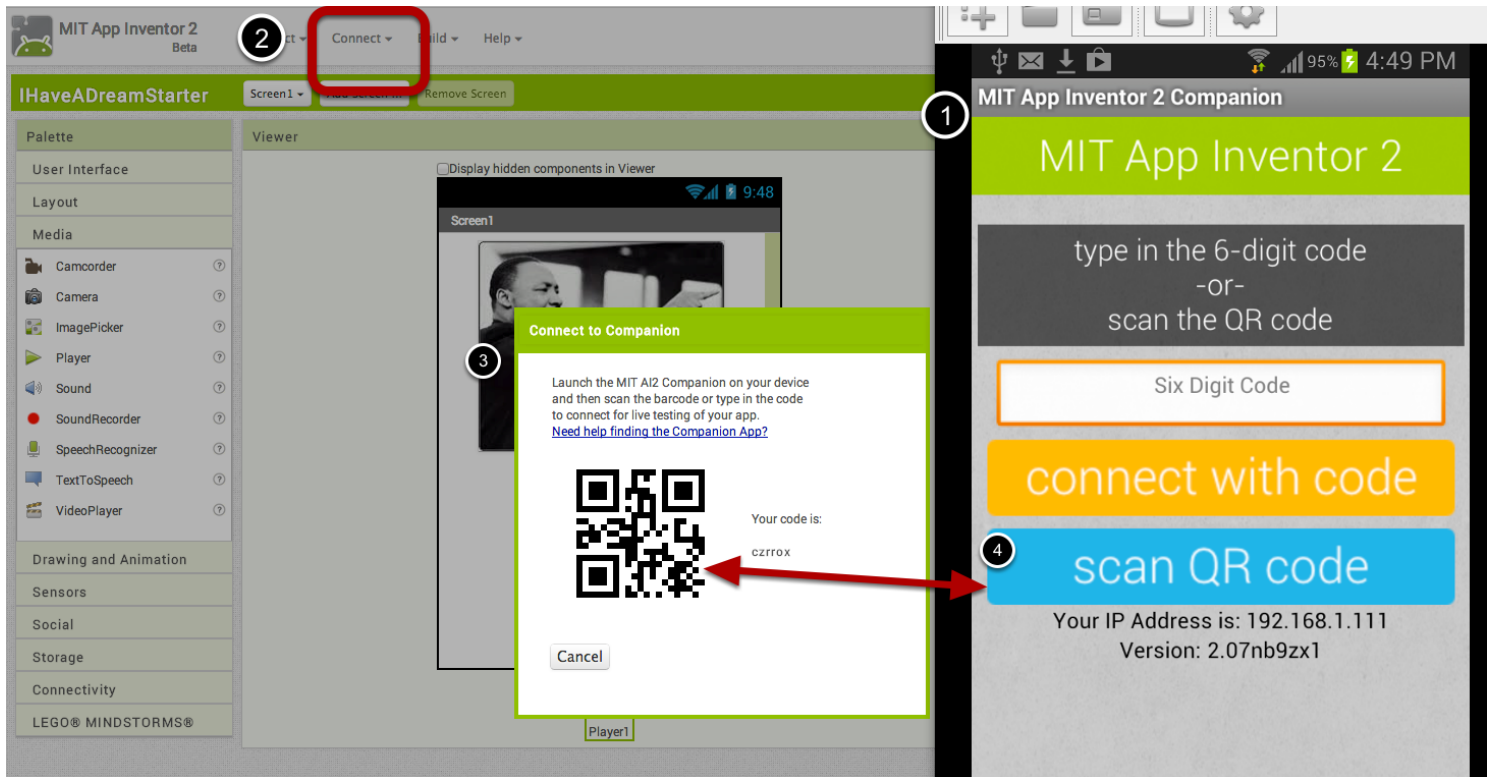 MIT App Inventor 2
Beta
2
ct
Connect
ild
Help
IHaveADreamStarter
Screen1
Add Screen ...
Remove Screen
Palette
User Interface
Layout
Media
Camcorder
Camera
ImagePicker
Player
Sound
SoundRecorder
SpeechRecognizer
TextToSpeech
VideoPlayer
Drawing and Animation
Sensors
Social
Storage
Connectivity
LEGO® MINDSTORMS®
Viewer
Display hidden components in Viewer
9:48
Screen1
3
Connect to Companion
Launch the MIT AI2 Companion on your device
and then scan the barcode or type in the code
to connect for live testing of your app.
Need help finding the Companion App?
Your code is:
czrrox
Cancel
Player1
95% 4:49 PM
1
MIT App Inventor 2 Companion
MIT App Inventor 2
type in the 6-digit code
-or-
scan the QR code
Six Digit Code
connect with code
4
scan QR code
Your IP Address is: 192.168.1.111
Version: 2.07nb9zx1